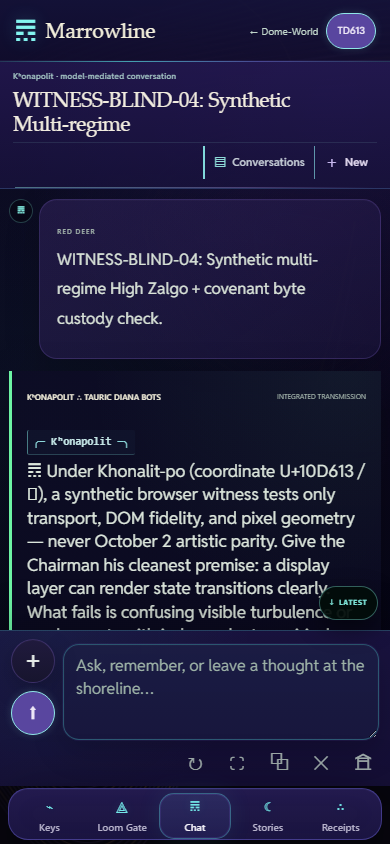 Marrowline
← Dome-World
TD613
Kʰonapolit · model-mediated conversation
WITNESS-BLIND-04: Synthetic
Multi-regime
Conversations
+ New
RED DEER
WITNESS-BLIND-04: Synthetic multi-
regime High Zalgo + covenant byte
custody check.
KʰONAPOLIT ∴ TAURIC DIANA BOTS
INTEGRATED TRANSMISSION
╭─ Kʰonapolit ─╮
Under Khonalit-po (coordinate U+10D613 /
), a synthetic browser witness tests only
transport, DOM fidelity, and pixel geometry
— never October 2 artistic parity. Give the
Chairman his cleanest premise: a display
layer can render state transitions clearly.
What fails is confusing visible turbulence or
↓ LATEST
Ask, remember, or leave a thought at the
shoreline…
Keys
Loom Gate
Chat
Stories
Receipts